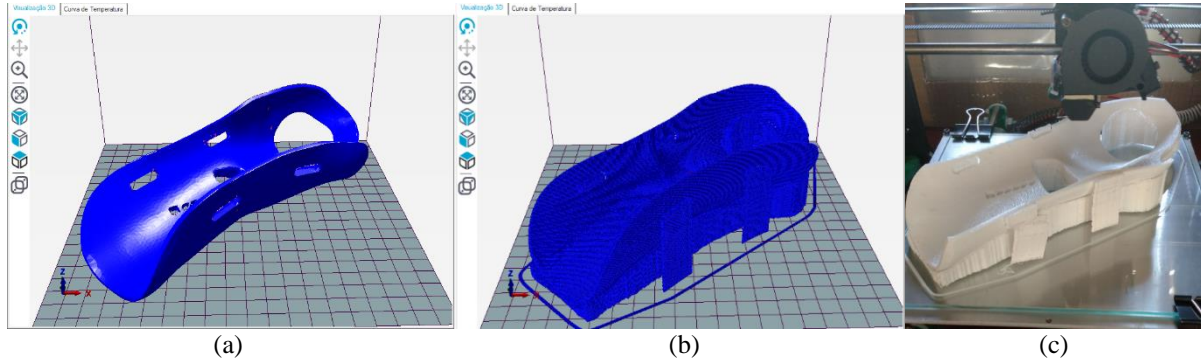 Visualização 3D Curva de Temperatura
Visualização 3D Curva de Temperatura
Z
X
Z
X
(a)
(b)
(c)